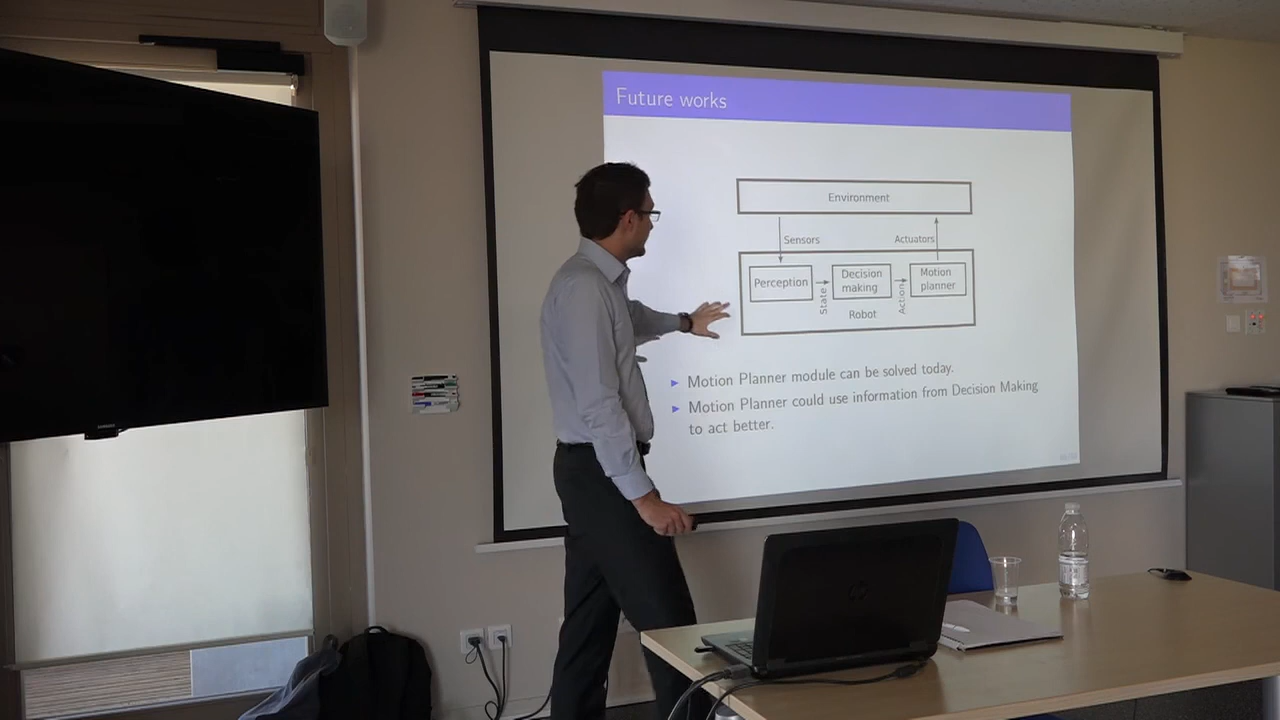 Future works
Environment
Sensors
Actuators
Perception
State
Decision
making
Action
Motion
planner
Robot
Motion Planner module can be solved today.
Motion Planner could use information from Decision Making
to act better.